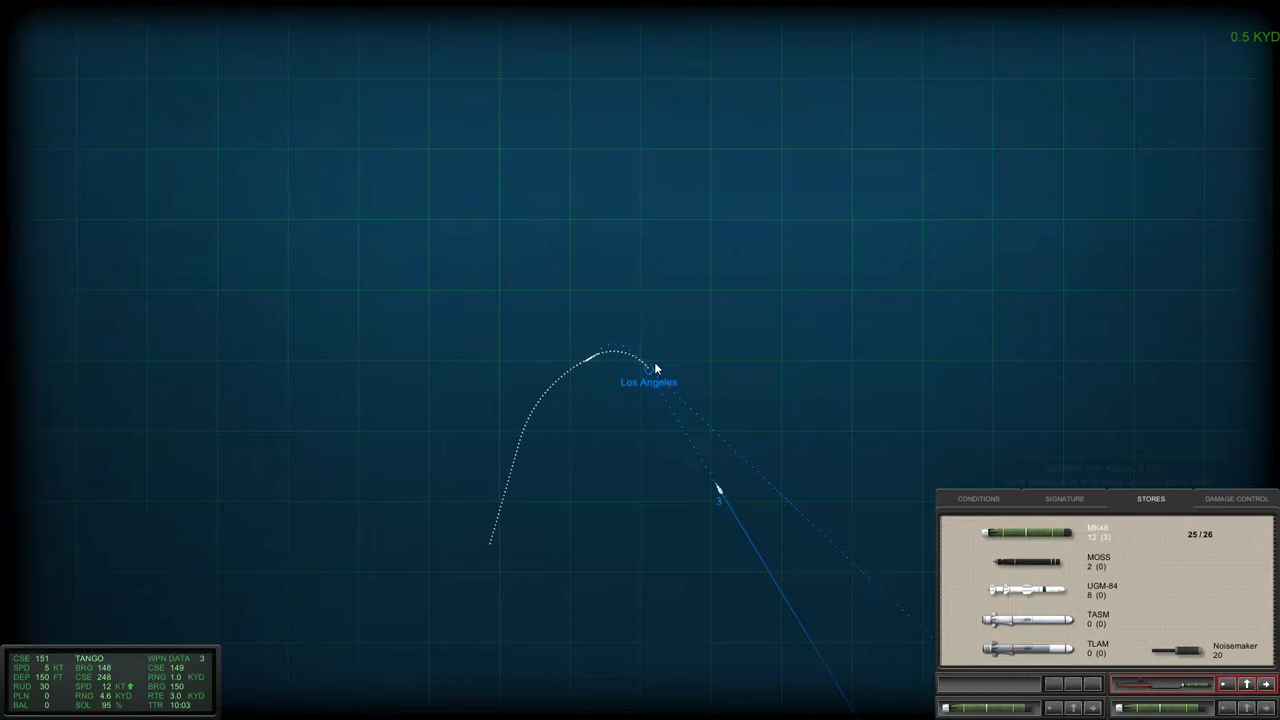 0.5 KYD
Los Angeles
3
CONDITIONS SIGNATURE STORES DAMAGE CONTROL
MK48
12 (3)
25 / 26
MOSS
2 (0)
UGM-84
8 (0)
TASM
0 (0)
TLAM
0 (0)
Noisemaker
20
CSE 151 TANGO WPN DATA 3
SPD 5 KT BRG 148 CSE 149
DEP 150 FT CSE 248 RNG 1.0 KYD
RUD 30 SPD 12 KT BRG 150
PLN 0 RNG 4.6 KYD RTE 3.0 KYD
BAL 0 SOL 95 % TTR 10:03